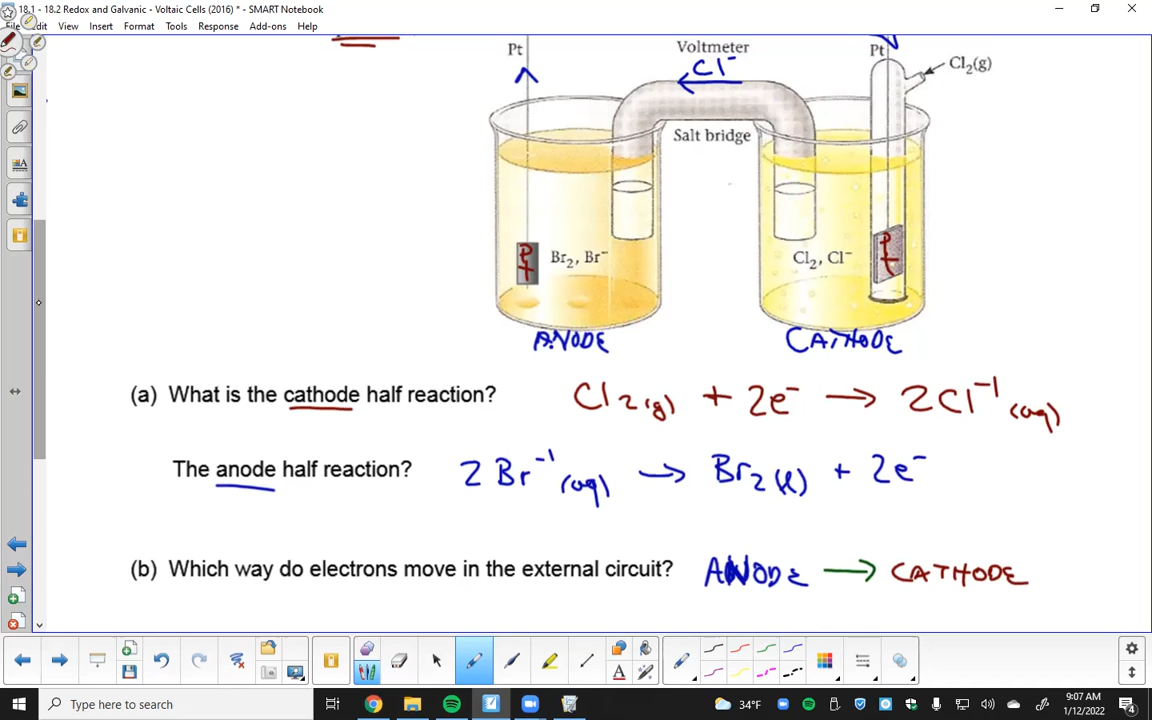 18.1 - 18.2 Redox and Galvanic - Voltaic Cells (2016) * - SMART Notebook
File Edit View Insert Format Tools Response Add-ons Help
Pt Voltmeter Pt
Cl⁻ Cl₂(g)
Salt bridge
Pt Br₂, Br⁻ Cl₂, Cl⁻ Pt
ANODE CATHODE
(a) What is the cathode half reaction? Cl₂(g) + 2e⁻ → 2Cl⁻¹(aq)
The anode half reaction? 2Br⁻¹(aq) → Br₂(l) + 2e⁻
(b) Which way do electrons move in the external circuit? ANODE → CATHODE
Type here to search 34°F 9:07 AM
1/12/2022 4